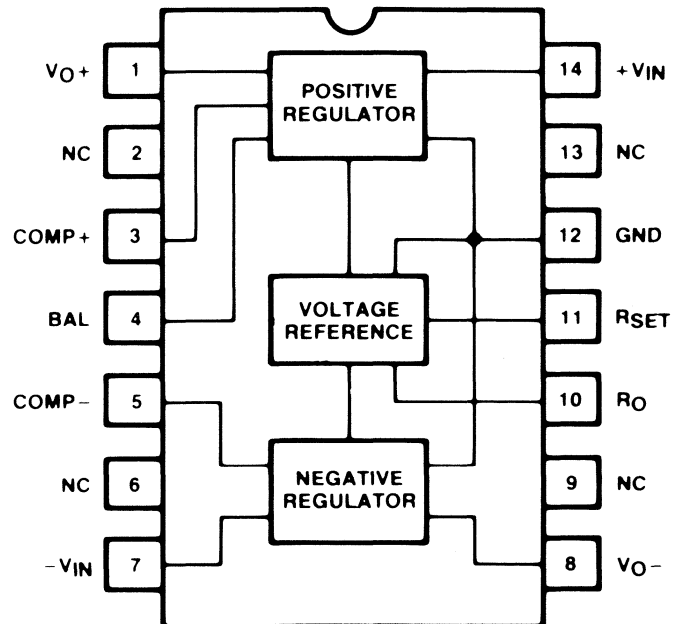 VO+ 1 14 +VIN
POSITIVE
REGULATOR
NC 2 13 NC
COMP+ 3 12 GND
BAL 4 11 RSET
VOLTAGE
REFERENCE
COMP− 5 10 RO
NC 6 9 NC
NEGATIVE
REGULATOR
−VIN 7 8 VO−